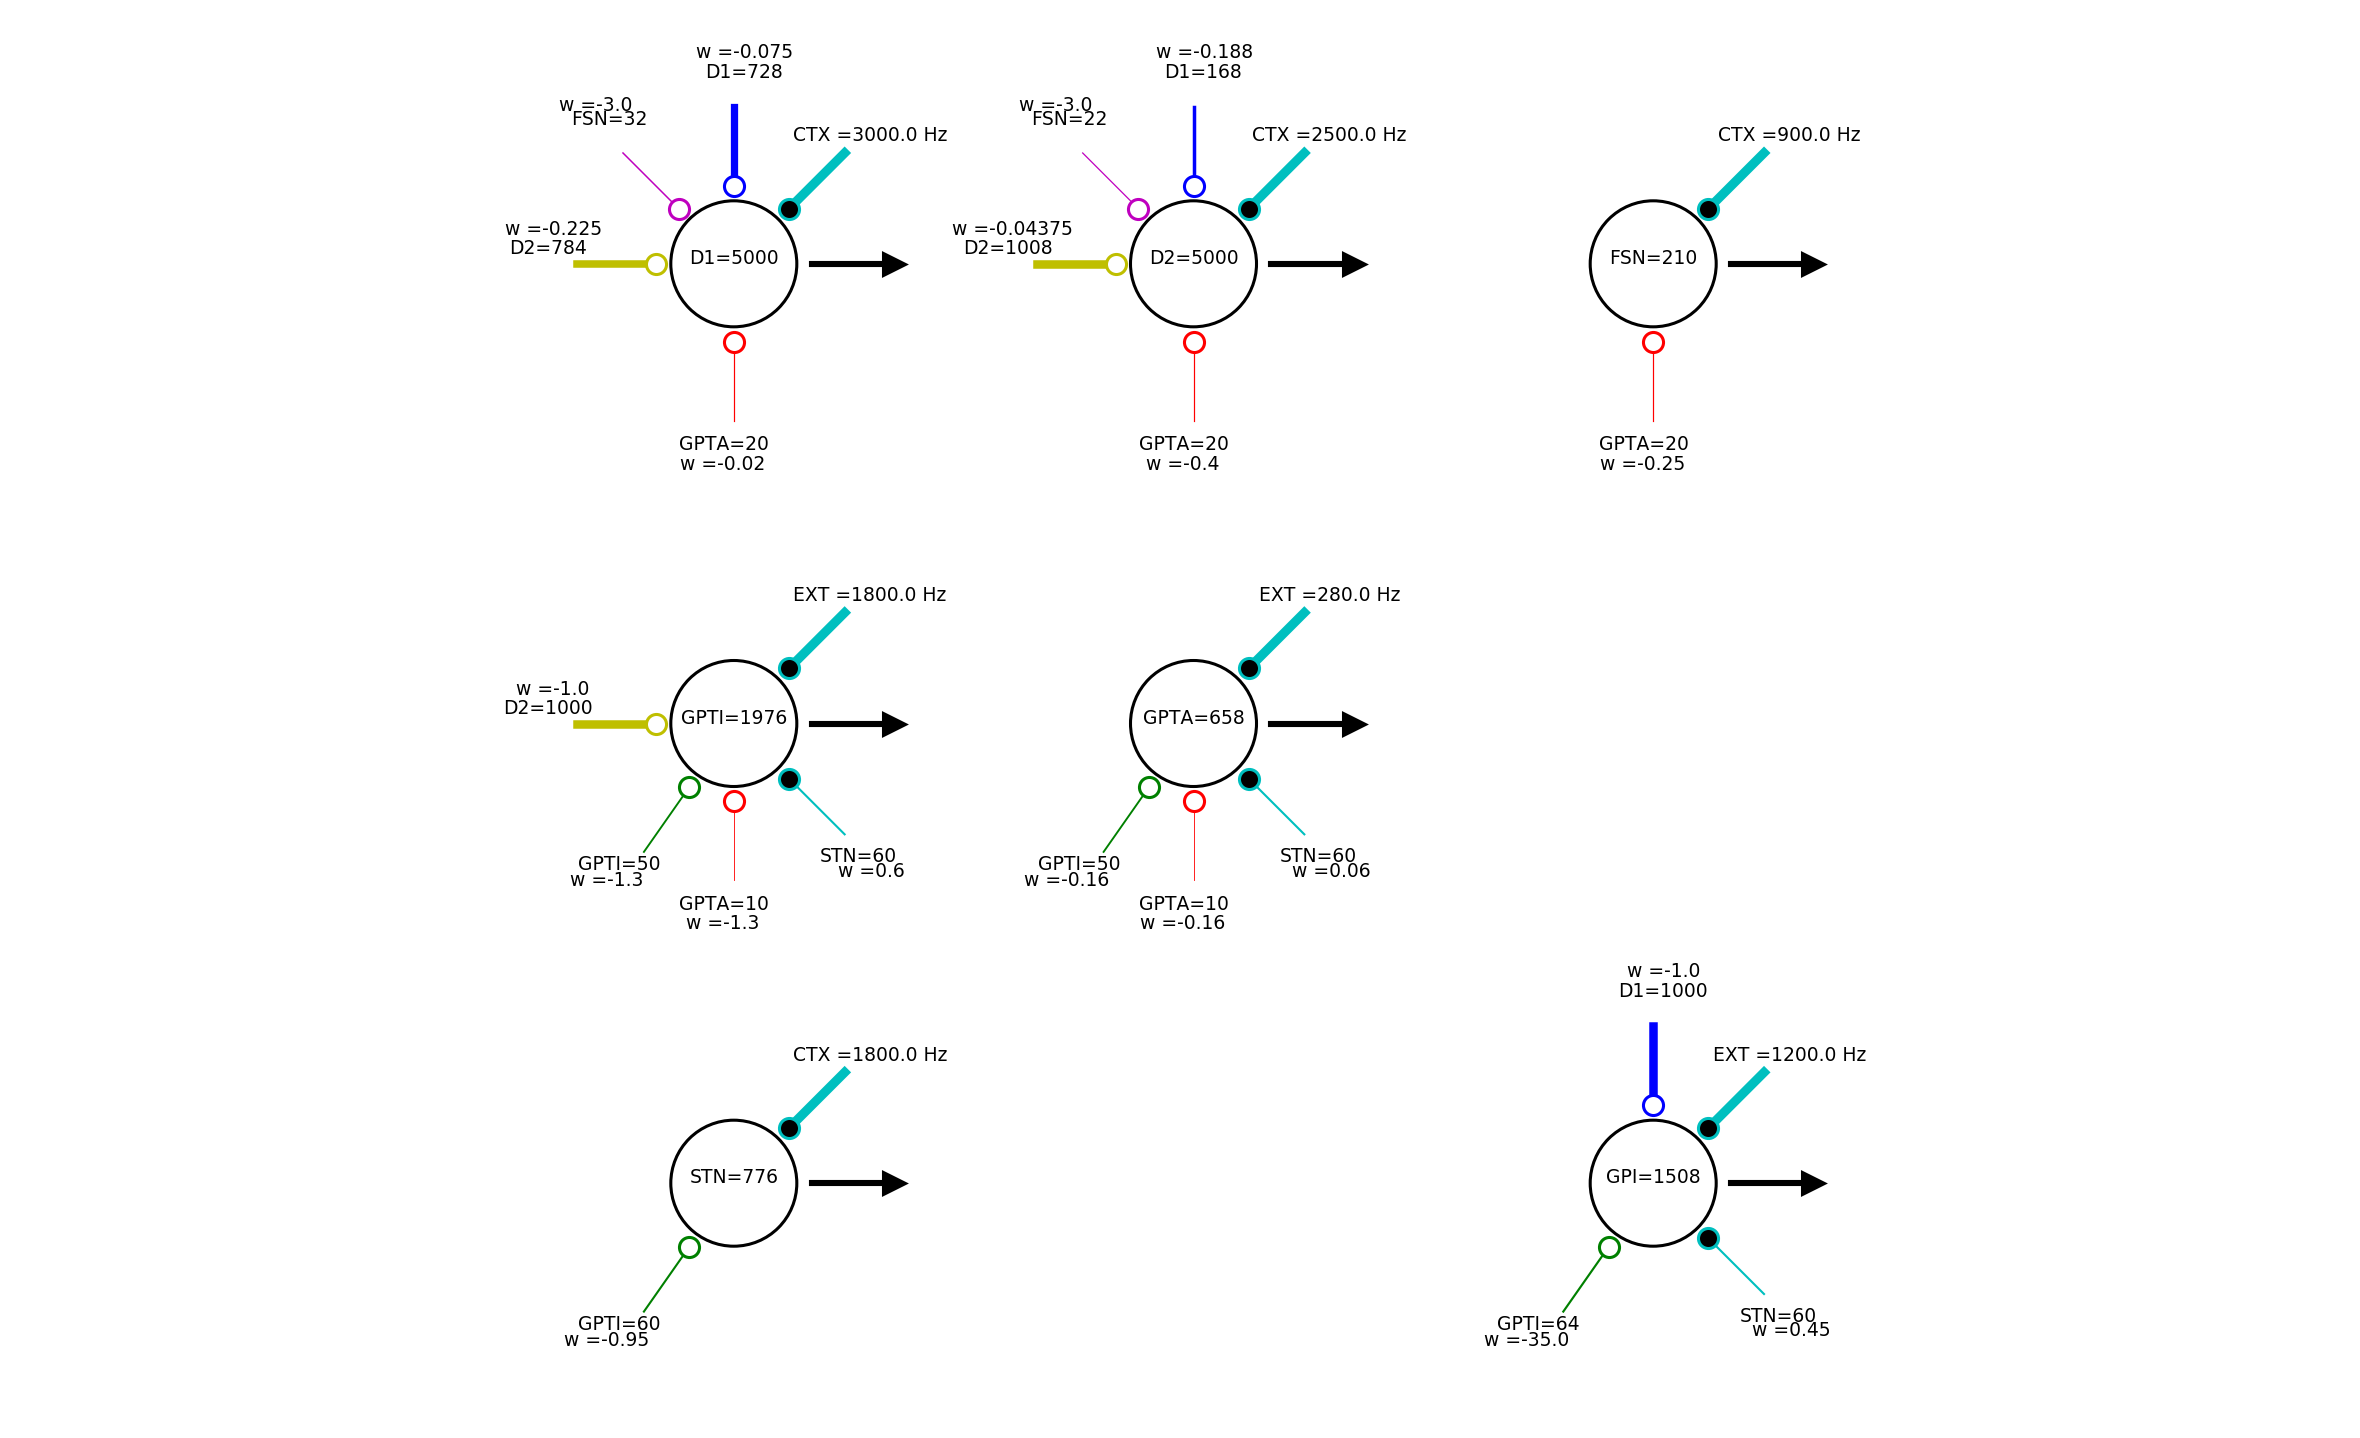 w =-0.075
D1=728
w =-3.0
FSN=32
CTX =3000.0 Hz
w =-0.225
D2=784
D1=5000
GPTA=20
w =-0.02
w =-0.188
D1=168
w =-3.0
FSN=22
CTX =2500.0 Hz
w =-0.04375
D2=1008
D2=5000
GPTA=20
w =-0.4
CTX =900.0 Hz
FSN=210
GPTA=20
w =-0.25
EXT =1800.0 Hz
w =-1.0
D2=1000
GPTI=1976
GPTI=50
w =-1.3
GPTA=10
w =-1.3
STN=60
w =0.6
EXT =280.0 Hz
GPTA=658
GPTI=50
w =-0.16
GPTA=10
w =-0.16
STN=60
w =0.06
CTX =1800.0 Hz
STN=776
GPTI=60
w =-0.95
w =-1.0
D1=1000
EXT =1200.0 Hz
GPI=1508
GPTI=64
w =-35.0
STN=60
w =0.45